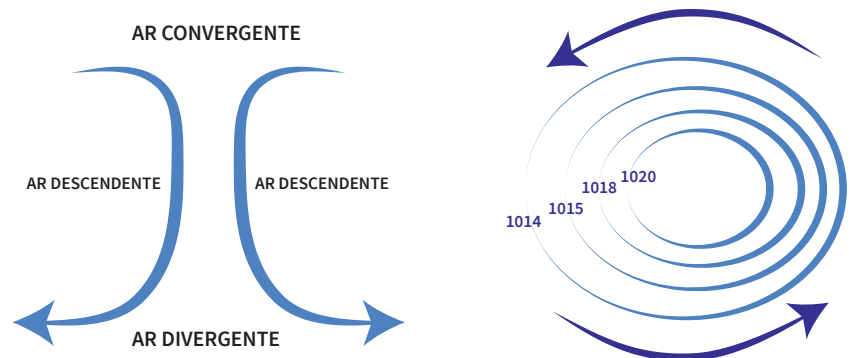 AR CONVERGENTE
AR DESCENDENTE
AR DESCENDENTE
AR DIVERGENTE
1020
1018
1015
1014